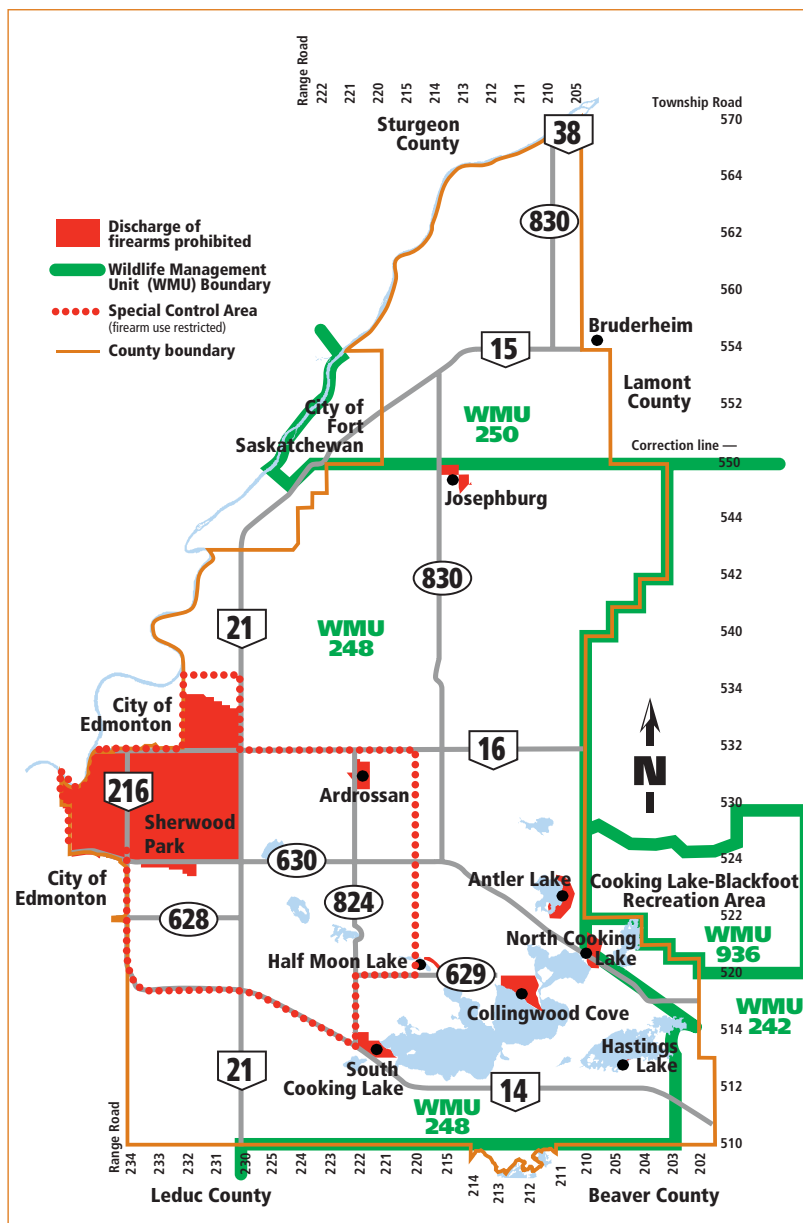 Range Road
222
221
220
215
214
213
212
211
210
205
Township Road
570
Sturgeon
County
38
564
830
Discharge of
firearms prohibited
562
Wildlife Management
Unit (WMU) Boundary
560
Special Control Area
(firearm use restricted)
Bruderheim
County boundary
554
15
Lamont
County
City of
Fort
Saskatchewan
WMU
250
552
Correction line —
550
Josephburg
544
830
542
21
WMU
248
540
534
City of
Edmonton
16
532
N
216
Ardrossan
530
Sherwood
Park
630
524
City of
Edmonton
Antler Lake
Cooking Lake-Blackfoot
Recreation Area
824
522
628
North Cooking
Lake
WMU
936
Half Moon Lake
629
520
Collingwood Cove
WMU
242
514
Hastings
Lake
21
South
Cooking Lake
14
512
WMU
248
510
Range Road
234
233
232
231
230
225
224
223
222
221
220
215
214
213
212
211
210
205
204
203
202
Leduc County
Beaver County